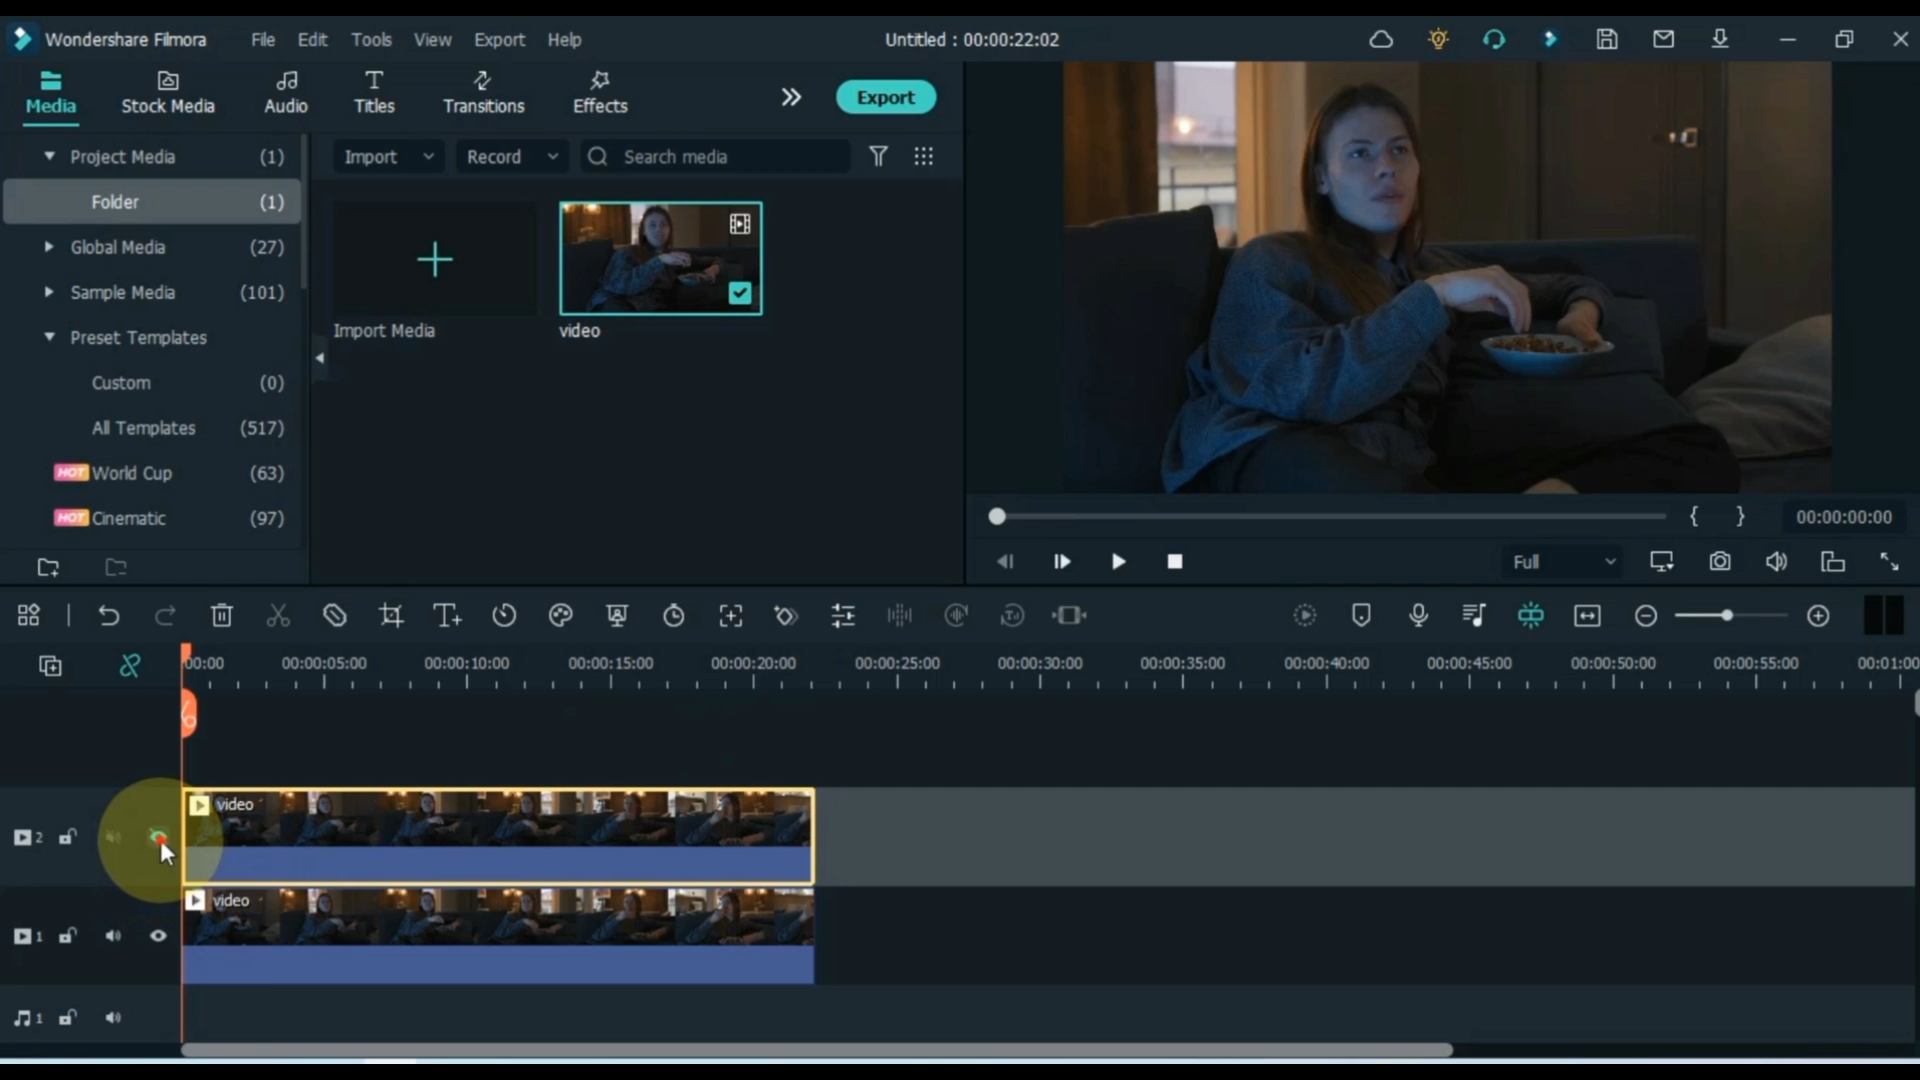 Wondershare Filmora File Edit Tools View Export Help Untitled : 00:00:22:02
Media Stock Media Audio Titles Transitions Effects Export
Project Media (1) Import Record Search media
Folder (1)
Global Media (27)
Sample Media (101)
Import Media video
Preset Templates
Custom (0)
All Templates (517)
HOT World Cup (63)
HOT Cinematic (97)
00:00:00:00
Full
00:00 00:00:05:00 00:00:10:00 00:00:15:00 00:00:20:00 00:00:25:00 00:00:30:00 00:00:35:00 00:00:40:00 00:00:45:00 00:00:50:00 00:00:55:00 00:01:00
video
2
video
1
1